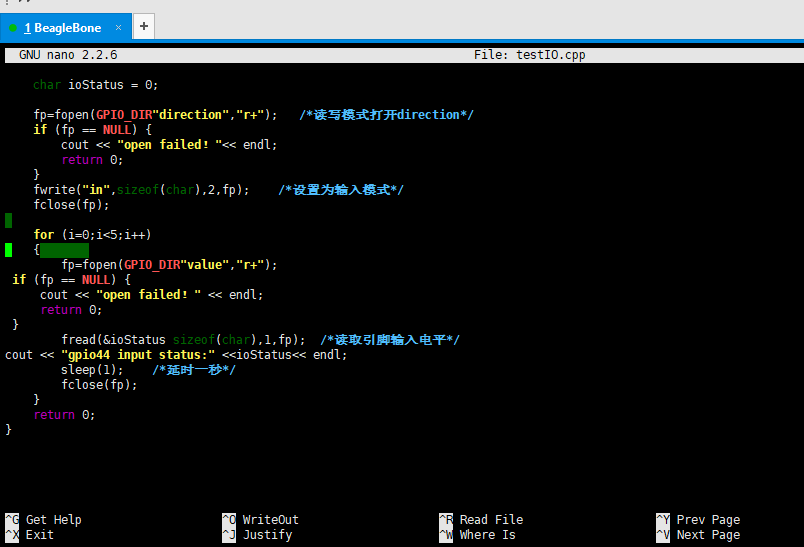 1 BeagleBone × +
GNU nano 2.2.6 File: testIO.cpp
char ioStatus = 0;
fp=fopen(GPIO_DIR"direction","r+"); /*读写模式打开direction*/
if (fp == NULL) {
cout << "open failed! "<< endl;
return 0;
}
fwrite("in",sizeof(char),2,fp); /*设置为输入模式*/
fclose(fp);
for (i=0;i<5;i++)
{
fp=fopen(GPIO_DIR"value","r+");
if (fp == NULL) {
cout << "open failed! " << endl;
return 0;
}
fread(&ioStatus sizeof(char),1,fp); /*读取引脚输入电平*/
cout << "gpio44 input status:" <<ioStatus<< endl;
sleep(1); /*延时一秒*/
fclose(fp);
}
return 0;
}
^G Get Help ^O WriteOut ^R Read File ^Y Prev Page
^X Exit ^J Justify ^W Where Is ^V Next Page